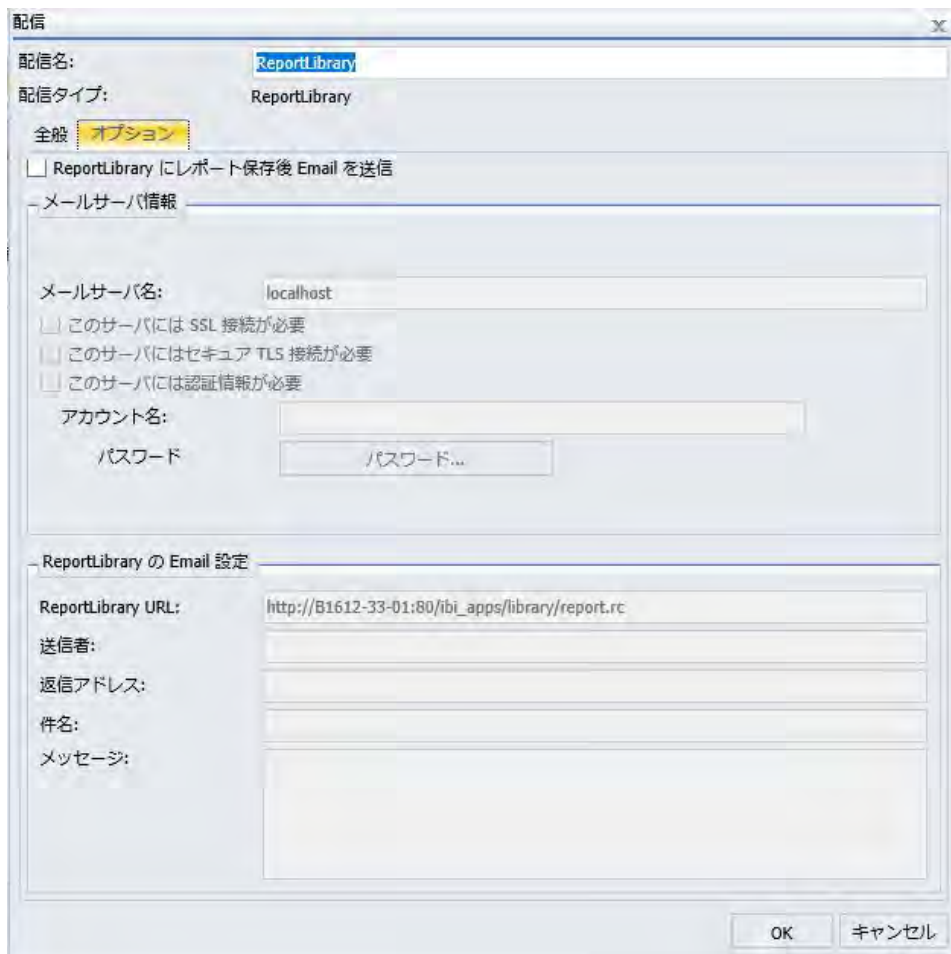 配信
配信名: ReportLibrary
配信タイプ: ReportLibrary
全般 オプション
ReportLibrary にレポート保存後 Email を送信
メールサーバ情報
メールサーバ名: localhost
このサーバには SSL 接続が必要
このサーバにはセキュア TLS 接続が必要
このサーバには認証情報が必要
アカウント名:
パスワード パスワード...
ReportLibrary の Email 設定
ReportLibrary URL: http://B1612-33-01:80/ibi_apps/library/report.rc
送信者:
返信アドレス:
件名:
メッセージ:
OK キャンセル